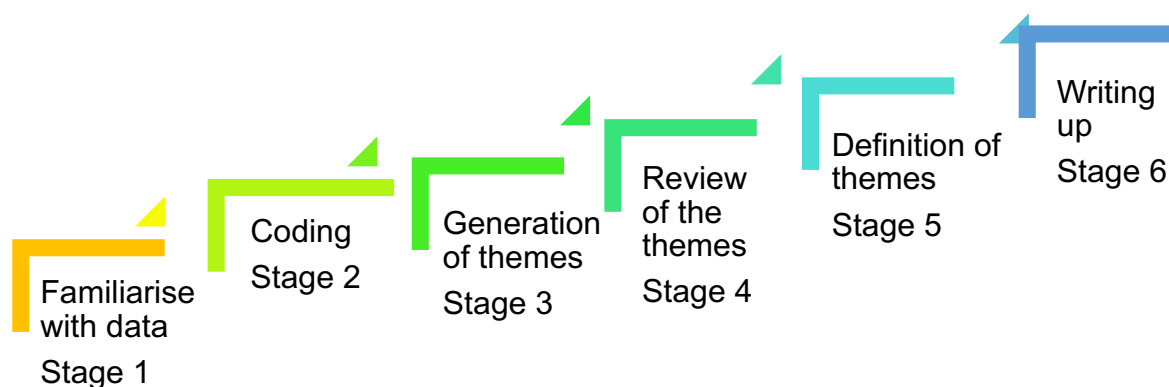 Familiarise
with data
Stage 1
Coding
Stage 2
Generation
of themes
Stage 3
Review
of the
themes
Stage 4
Definition of
themes
Stage 5
Writing
up
Stage 6